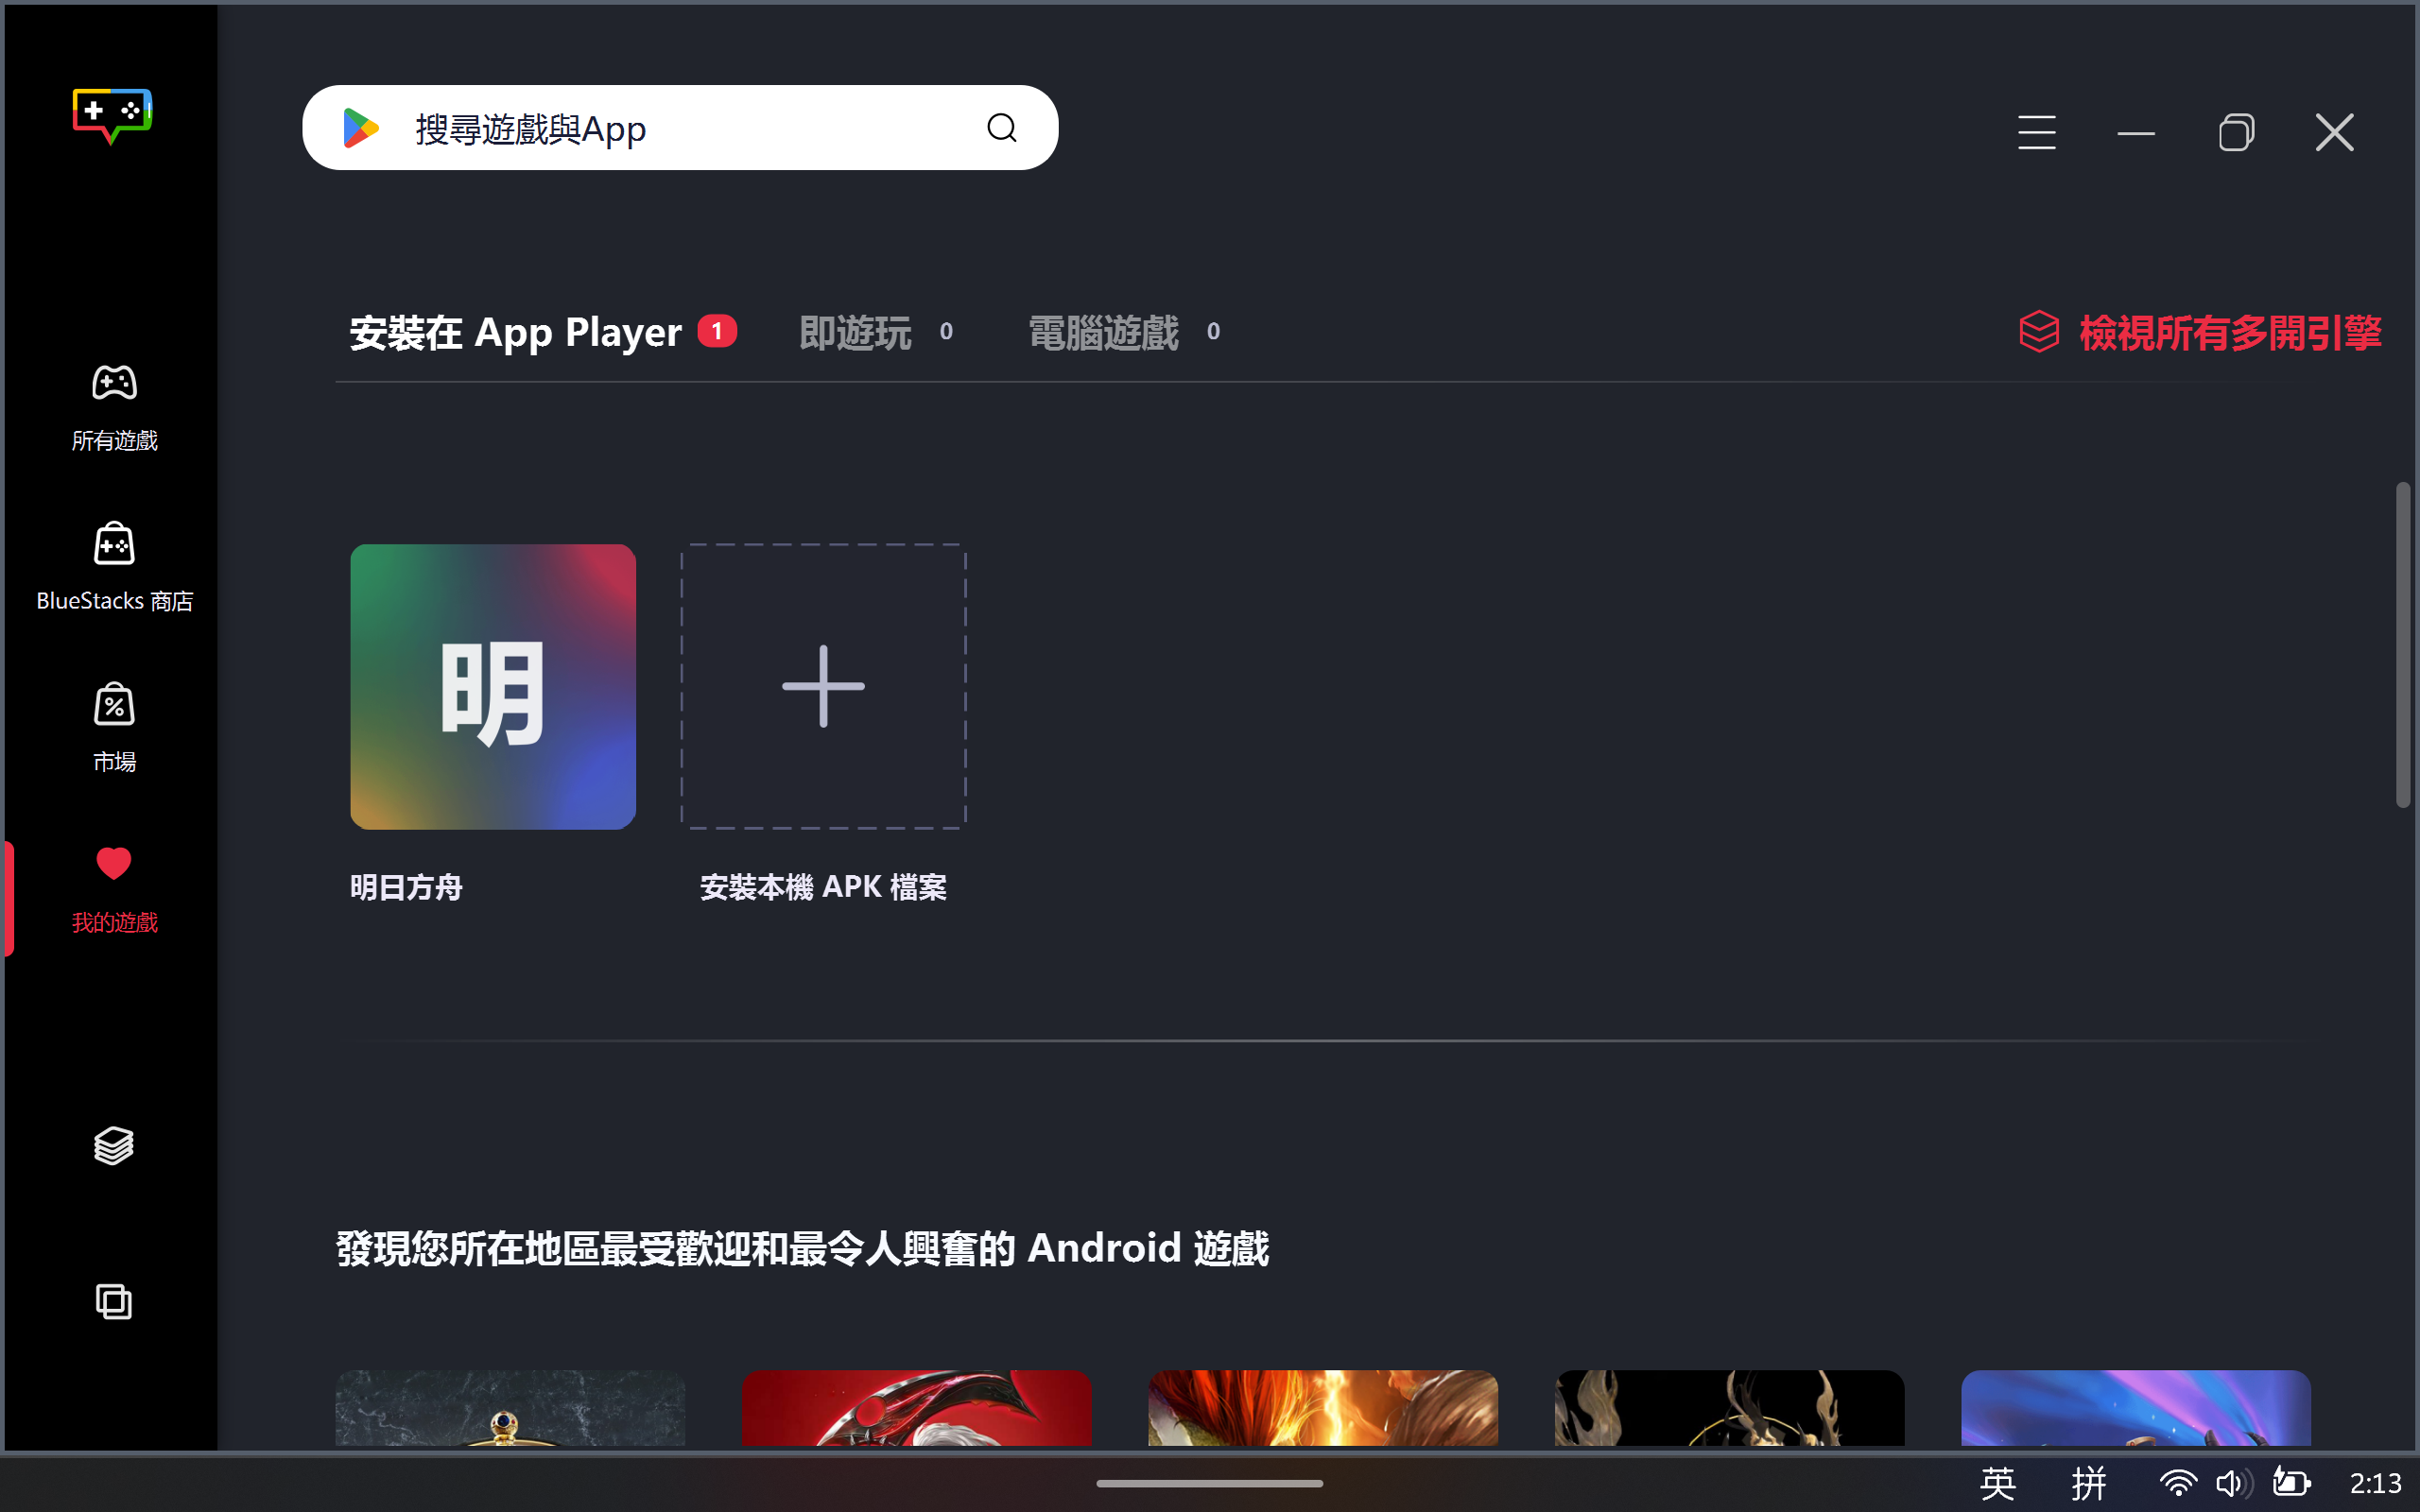 搜尋遊戲與App
安裝在 App Player 1 即遊玩 0 電腦遊戲 0 檢視所有多開引擎
所有遊戲
BlueStacks 商店
市場
我的遊戲
明
明日方舟
安裝本機 APK 檔案
發現您所在地區最受歡迎和最令人興奮的 Android 遊戲
英 拼 2:13